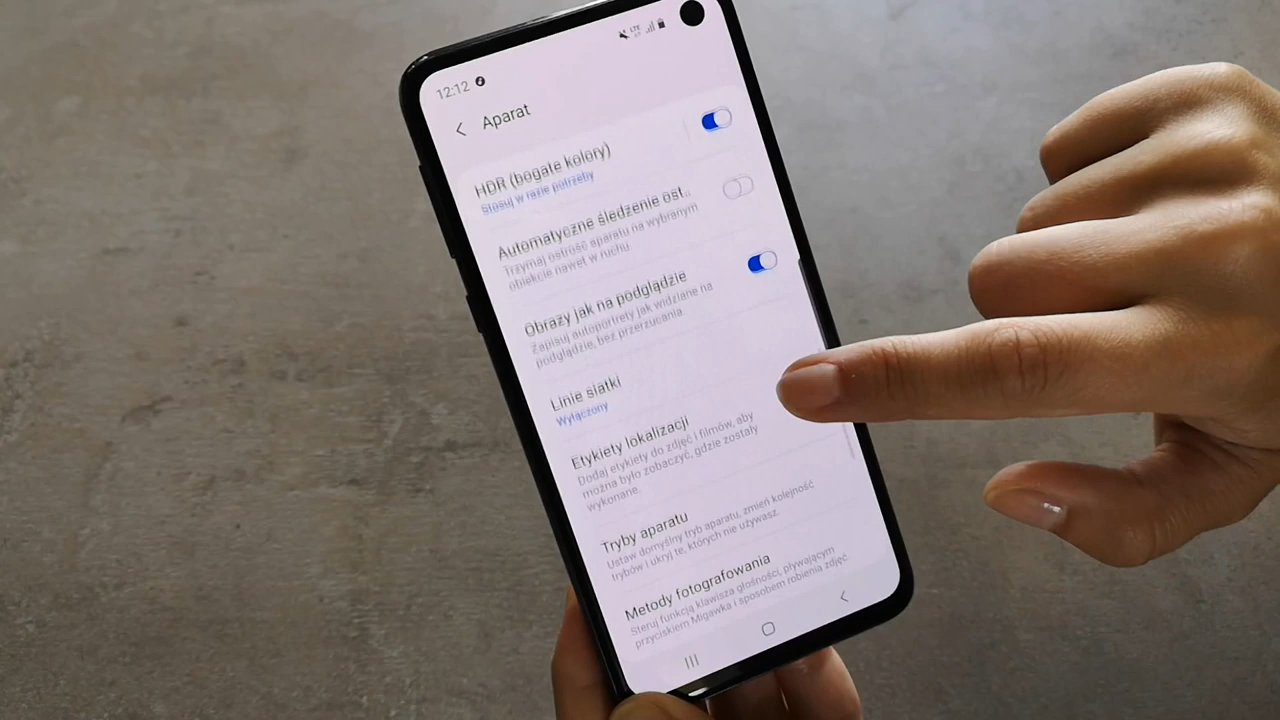 12:12
LTE
Aparat
HDR (bogate kolory)
Stosuj w razie potrzeby
Automatyczne śledzenie ost...
Trzymaj ostrość aparatu na wybranym
obiekcie nawet w ruchu.
Obrazy jak na podglądzie
Zapisuj autoportrety jak widziane na
podglądzie, bez przerzucania.
Linie siatki
Wyłączony
Etykiety lokalizacji
Dodaj etykiety do zdjęć i filmów, aby
można było zobaczyć, gdzie zostały
wykonane.
Tryby aparatu
Ustaw domyślny tryb aparatu, zmień kolejność
trybów i ukryj te, których nie używasz.
Metody fotografowania
Steruj funkcją klawisza głośności, pływającym
przyciskiem Migawka i sposobem robienia zdjęć